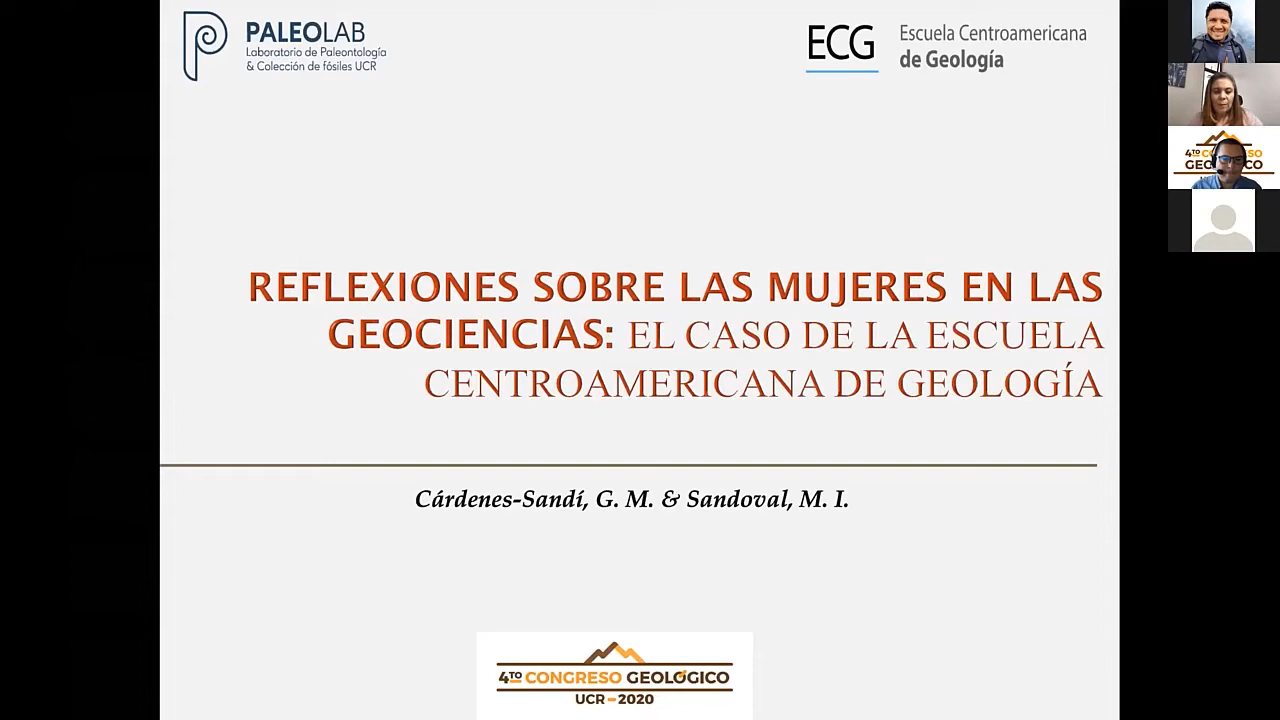 PALEOLAB
Laboratorio de Paleontología
& Colección de fósiles UCR
ECG
Escuela Centroamericana
de Geología
REFLEXIONES SOBRE LAS MUJERES EN LAS
GEOCIENCIAS: EL CASO DE LA ESCUELA
CENTROAMERICANA DE GEOLOGÍA
Cárdenes-Sandí, G. M. & Sandoval, M. I.
4TO CONGRESO GEOLÓGICO
UCR–2020
4TO